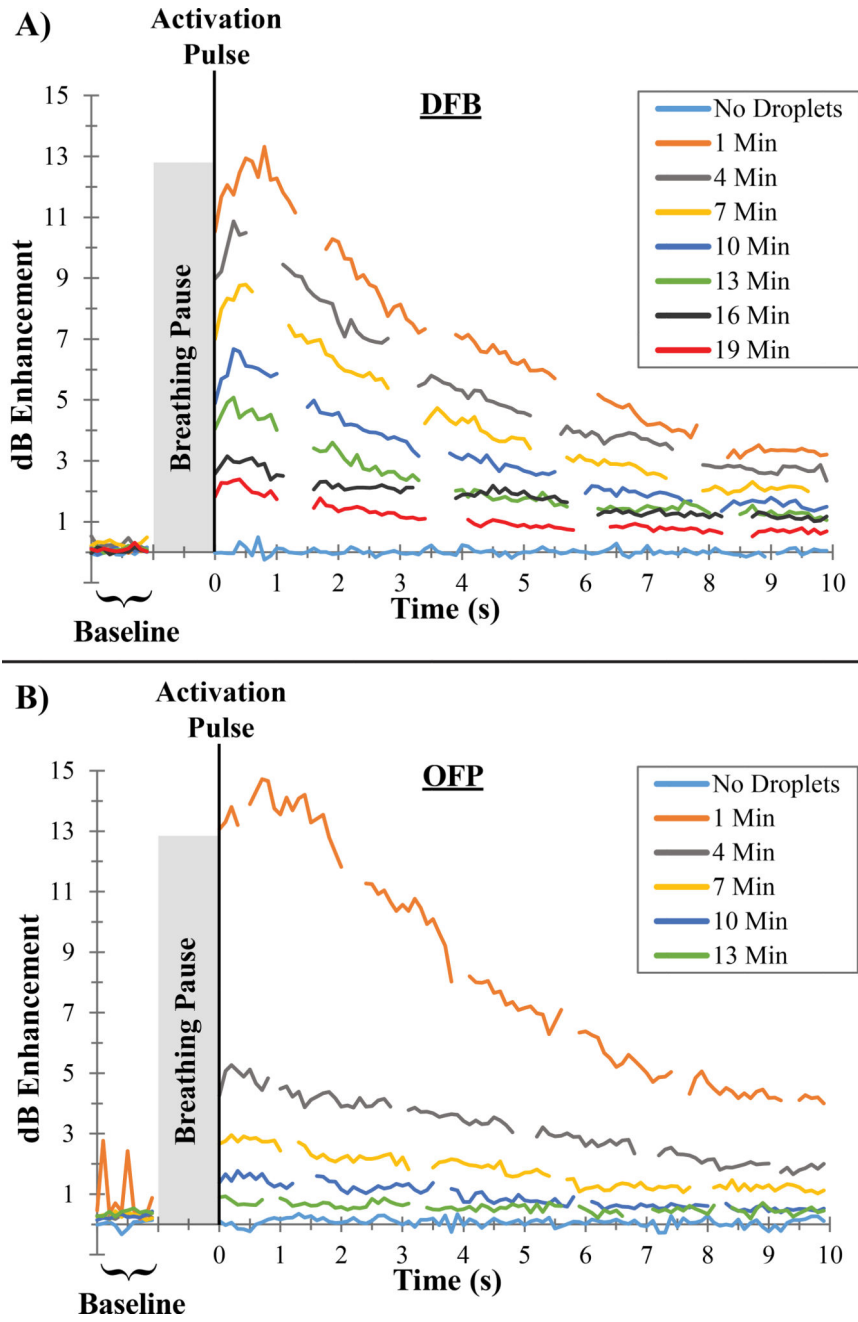 A)
Activation
Pulse
DFB
15
13
11
9
7
5
3
1
dB Enhancement
Breathing Pause
No Droplets
1 Min
4 Min
7 Min
10 Min
13 Min
16 Min
19 Min
0 1 2 3 4 5 6 7 8 9 10
Time (s)
Baseline
B)
Activation
Pulse
OFP
15
13
11
9
7
5
3
1
dB Enhancement
Breathing Pause
No Droplets
1 Min
4 Min
7 Min
10 Min
13 Min
0 1 2 3 4 5 6 7 8 9 10
Time (s)
Baseline